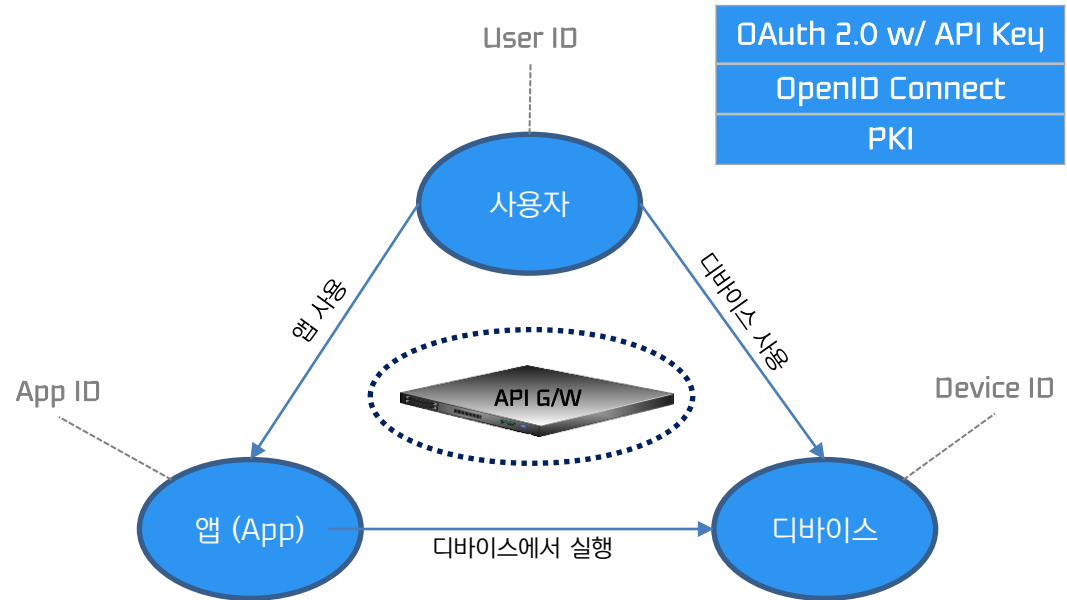 User ID
OAuth 2.0 w/ API Key
OpenID Connect
PKI
사용자
앱 사용
디바이스 사용
API G/W
App ID
Device ID
앱 (App)
디바이스에서 실행
디바이스